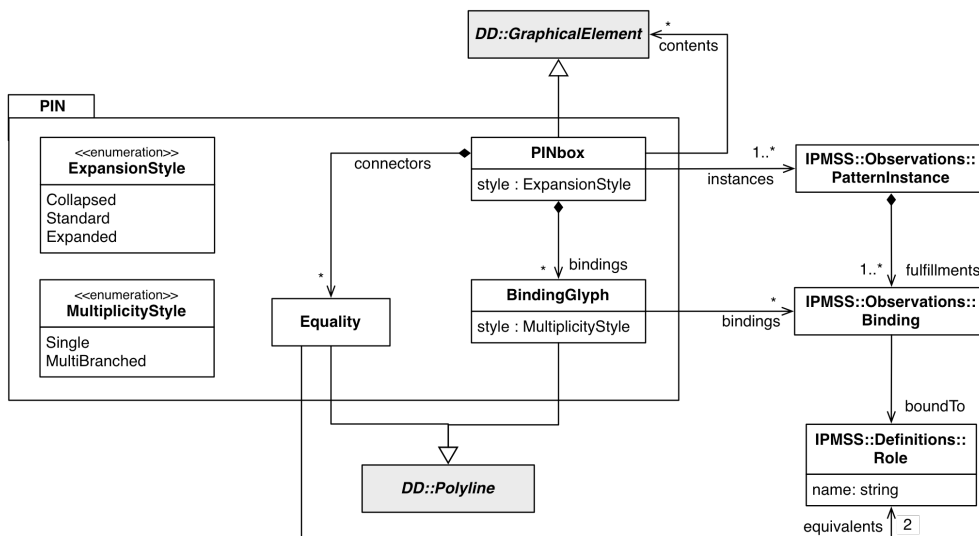 DD::GraphicalElement
*
contents
PIN
<<enumeration>>
ExpansionStyle
Collapsed
Standard
Expanded
connectors
PINbox
style : ExpansionStyle
1..*
instances
IPMSS::Observations::
PatternInstance
*
*
bindings
1..*
fulfillments
<<enumeration>>
MultiplicityStyle
Single
MultiBranched
Equality
BindingGlyph
style : MultiplicityStyle
*
bindings
IPMSS::Observations::
Binding
boundTo
DD::Polyline
IPMSS::Definitions::
Role
name: string
equivalents
2